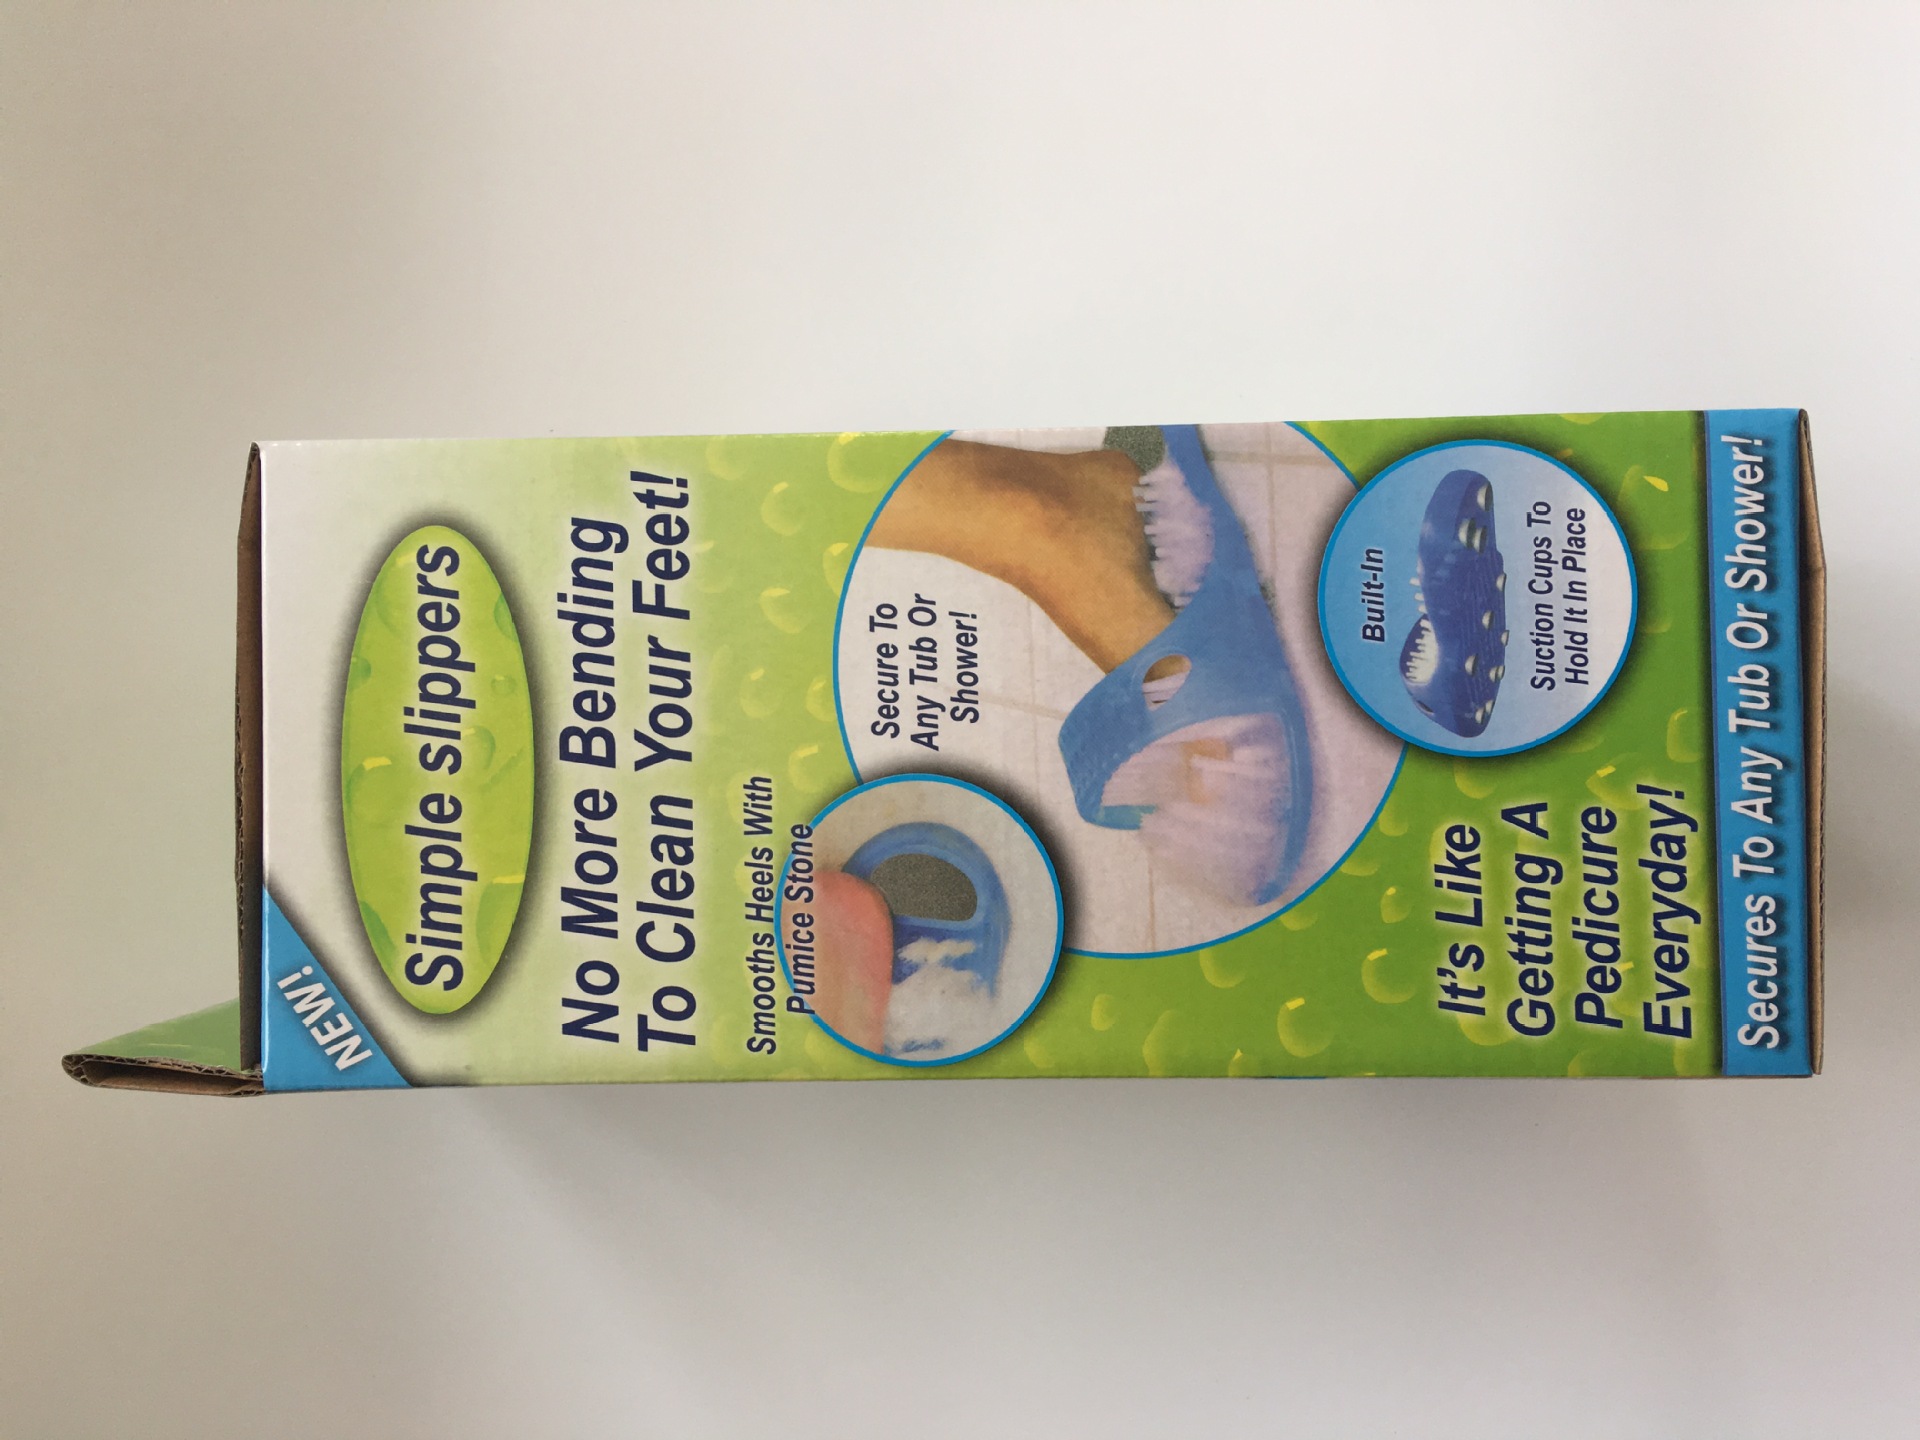 NEW!
Simple slippers
No More Bending
To Clean Your Feet!
Smooths Heels With
Pumice Stone
Secure To
Any Tub Or
Shower!
Built-In
Suction Cups To
Hold It In Place
It's Like
Getting A
Pedicure
Everyday!
Secures To Any Tub Or Shower!